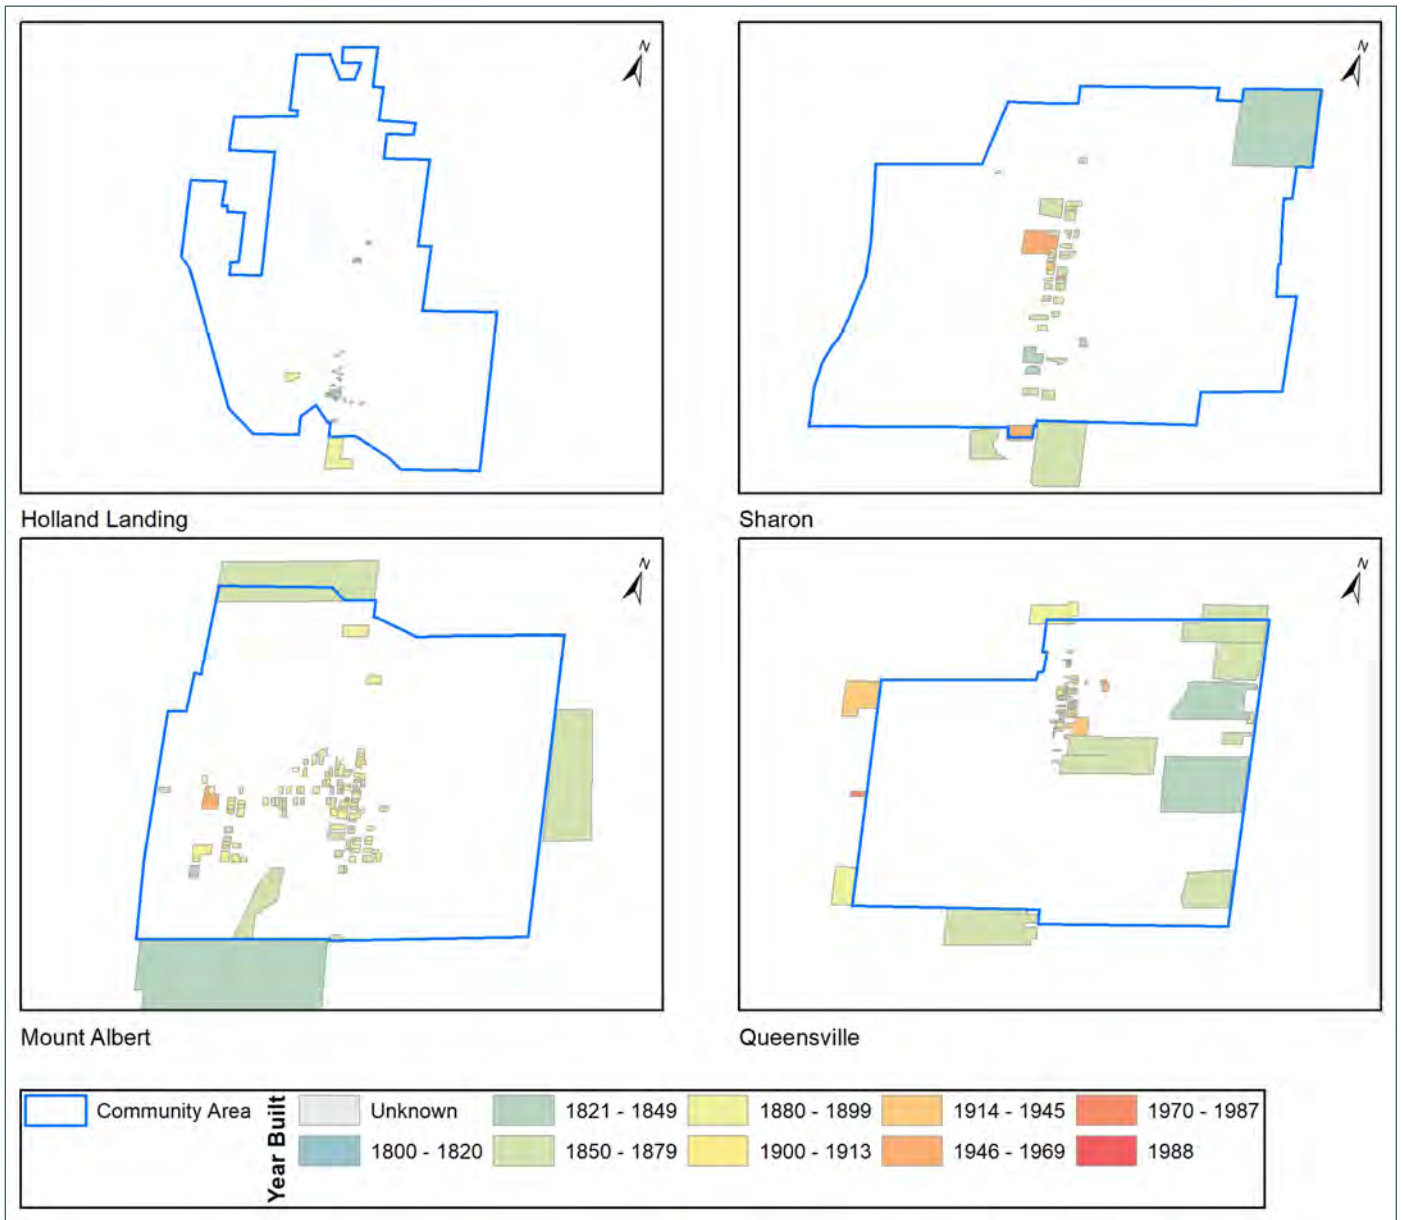 N
N
Holland Landing
Sharon
N
N
Mount Albert
Queensville
Community Area
Year Built
Unknown
1800 - 1820
1821 - 1849
1850 - 1879
1880 - 1899
1900 - 1913
1914 - 1945
1946 - 1969
1970 - 1987
1988